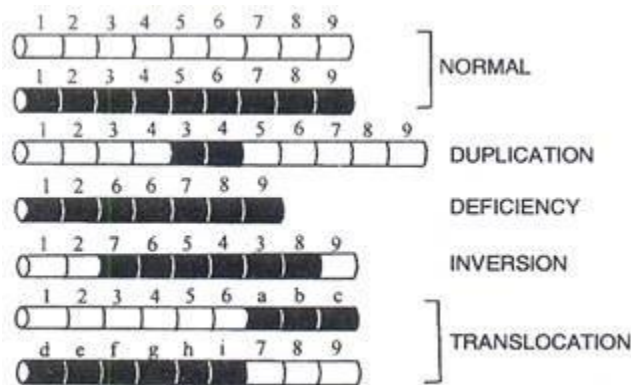 1 2 3 4 5 6 7 8 9
NORMAL
1 2 3 4 5 6 7 8 9
1 2 3 4 3 4 5 6 7 8 9
DUPLICATION
1 2 6 6 7 8 9
DEFICIENCY
1 2 7 6 5 4 3 8 9
INVERSION
1 2 3 4 5 6 a b c
TRANSLOCATION
d e f g h i 7 8 9